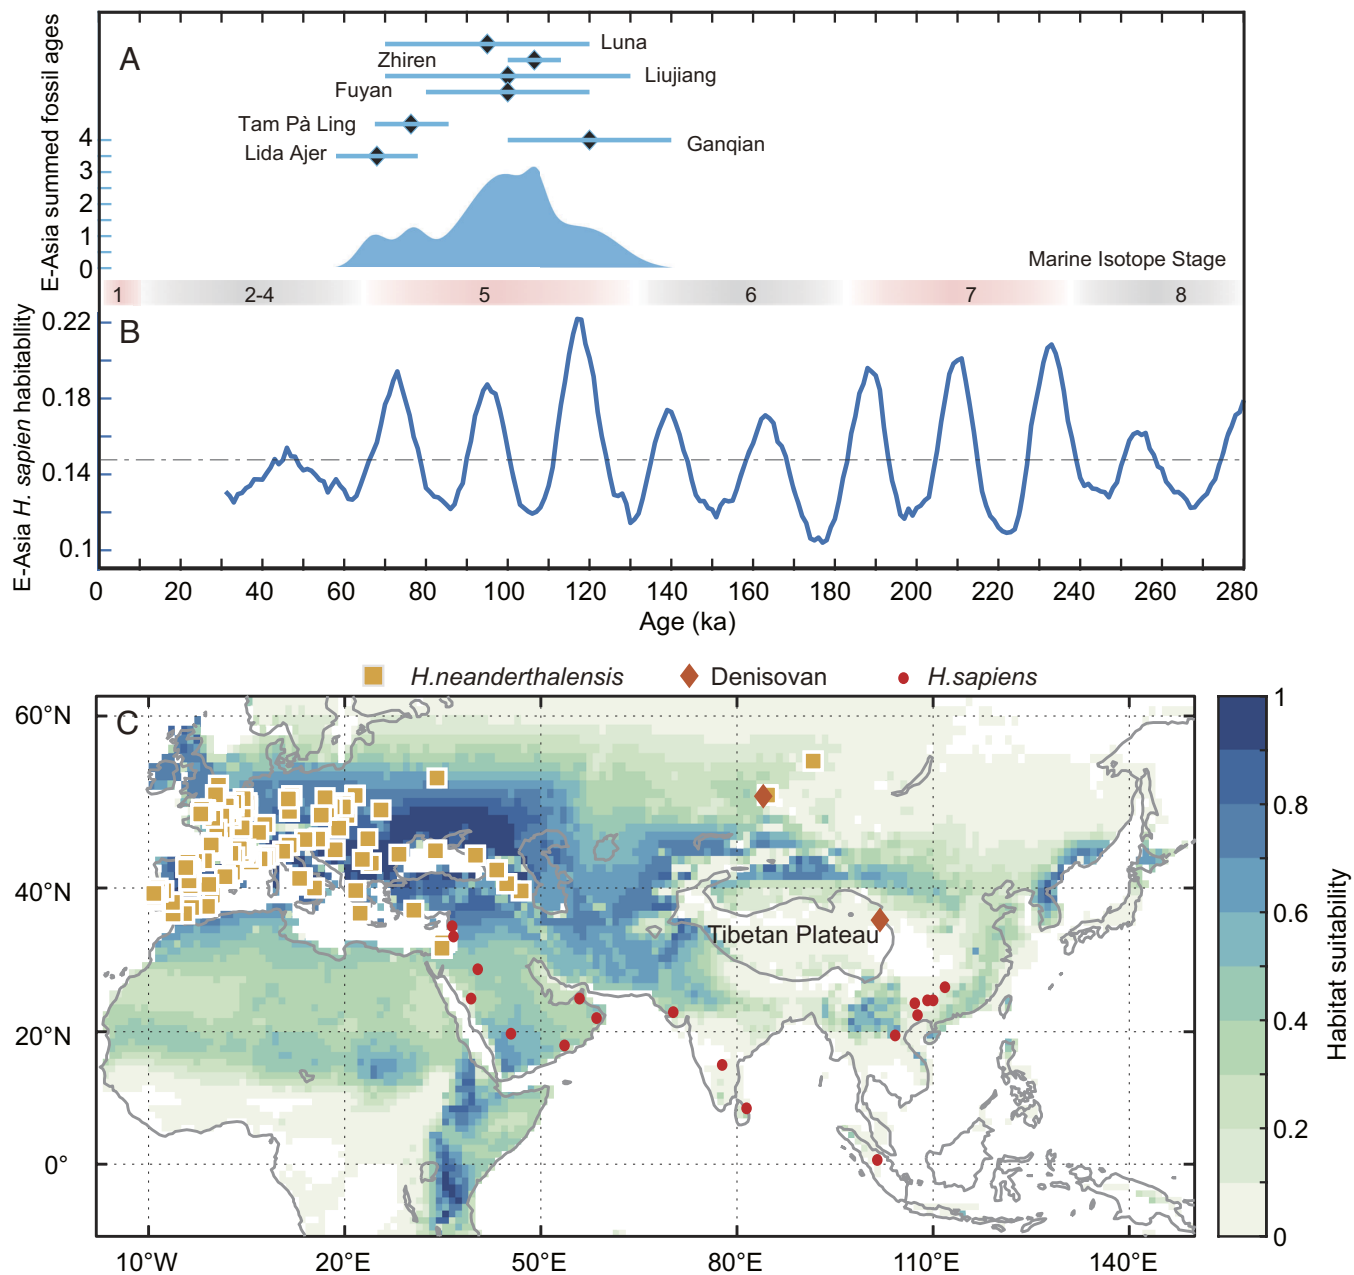 E-Asia summed fossil ages
A
Luna
Zhiren
Liujiang
Fuyan
Tam Pà Ling
Ganqian
Lida Ajer
4
3
2
1
0
Marine Isotope Stage
1
2-4
5
6
7
8
E-Asia H. sapien habitabllity
B
0.22
0.18
0.14
0.1
0
20
40
60
80
100
120
140
160
180
200
220
240
260
280
Age (ka)
H.neanderthalensis
Denisovan
H.sapiens
C
60°N
40°N
20°N
0°
Tibetan Plateau
10°W
20°E
50°E
80°E
110°E
140°E
1
0.8
0.6
0.4
0.2
0
Habitat suitability